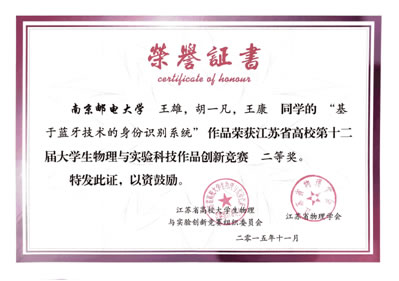 榮譽証書
certificate of honour
南京邮电大学 王雄，胡一凡，王康 同学的“基
于蓝牙技术的身份识别系统”作品荣获江苏省高校第十二
届大学生物理与实验科技作品创新竞赛 二等奖。
特发此证，以资鼓励。
江苏省高校大学生物理 江苏省物理学会
与实验创新竞赛组织委员会
二〇一五年十一月